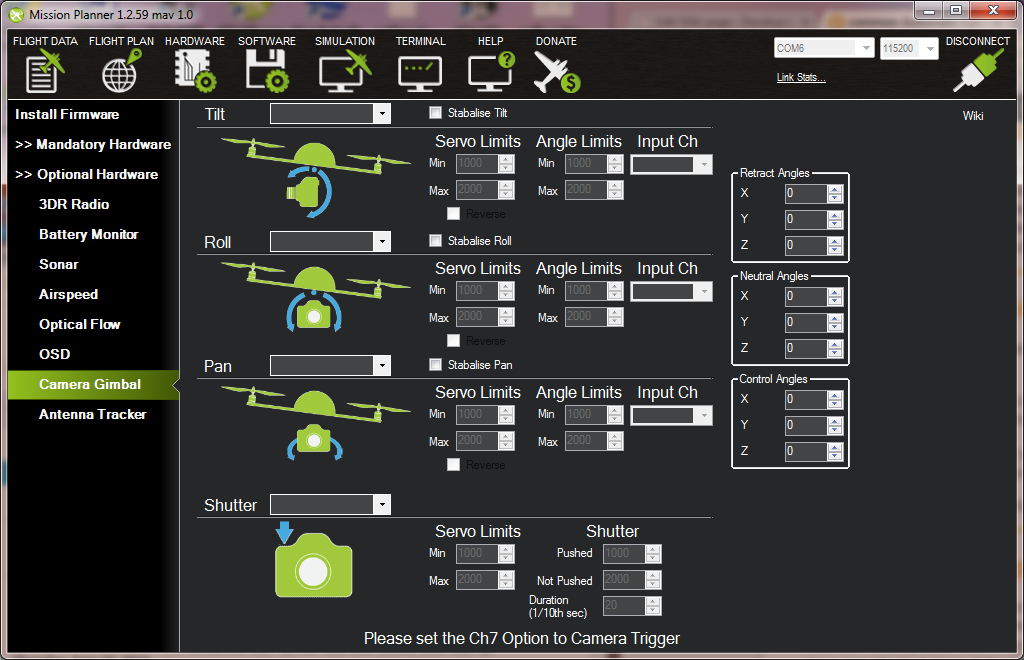 Mission Planner 1.2.59 mav 1.0
FLIGHT DATA FLIGHT PLAN HARDWARE SOFTWARE SIMULATION TERMINAL HELP DONATE
COM6 115200 DISCONNECT
Link Stats...
Install Firmware
>> Mandatory Hardware
>> Optional Hardware
3DR Radio
Battery Monitor
Sonar
Airspeed
Optical Flow
OSD
Camera Gimbal
Antenna Tracker
Wiki
Tilt Stabalise Tilt
Servo Limits Angle Limits Input Ch
Min 1000 Min 1000
Max 2000 Max 2000
Reverse
Roll Stabalise Roll
Servo Limits Angle Limits Input Ch
Min 1000 Min 1000
Max 2000 Max 2000
Reverse
Pan Stabalise Pan
Servo Limits Angle Limits Input Ch
Min 1000 Min 1000
Max 2000 Max 2000
Reverse
Shutter
Servo Limits Shutter
Min 1000 Pushed 1000
Max 2000 Not Pushed 2000
Duration
(1/10th sec) 20
Please set the Ch7 Option to Camera Trigger
Retract Angles
X 0
Y 0
Z 0
Neutral Angles
X 0
Y 0
Z 0
Control Angles
X 0
Y 0
Z 0